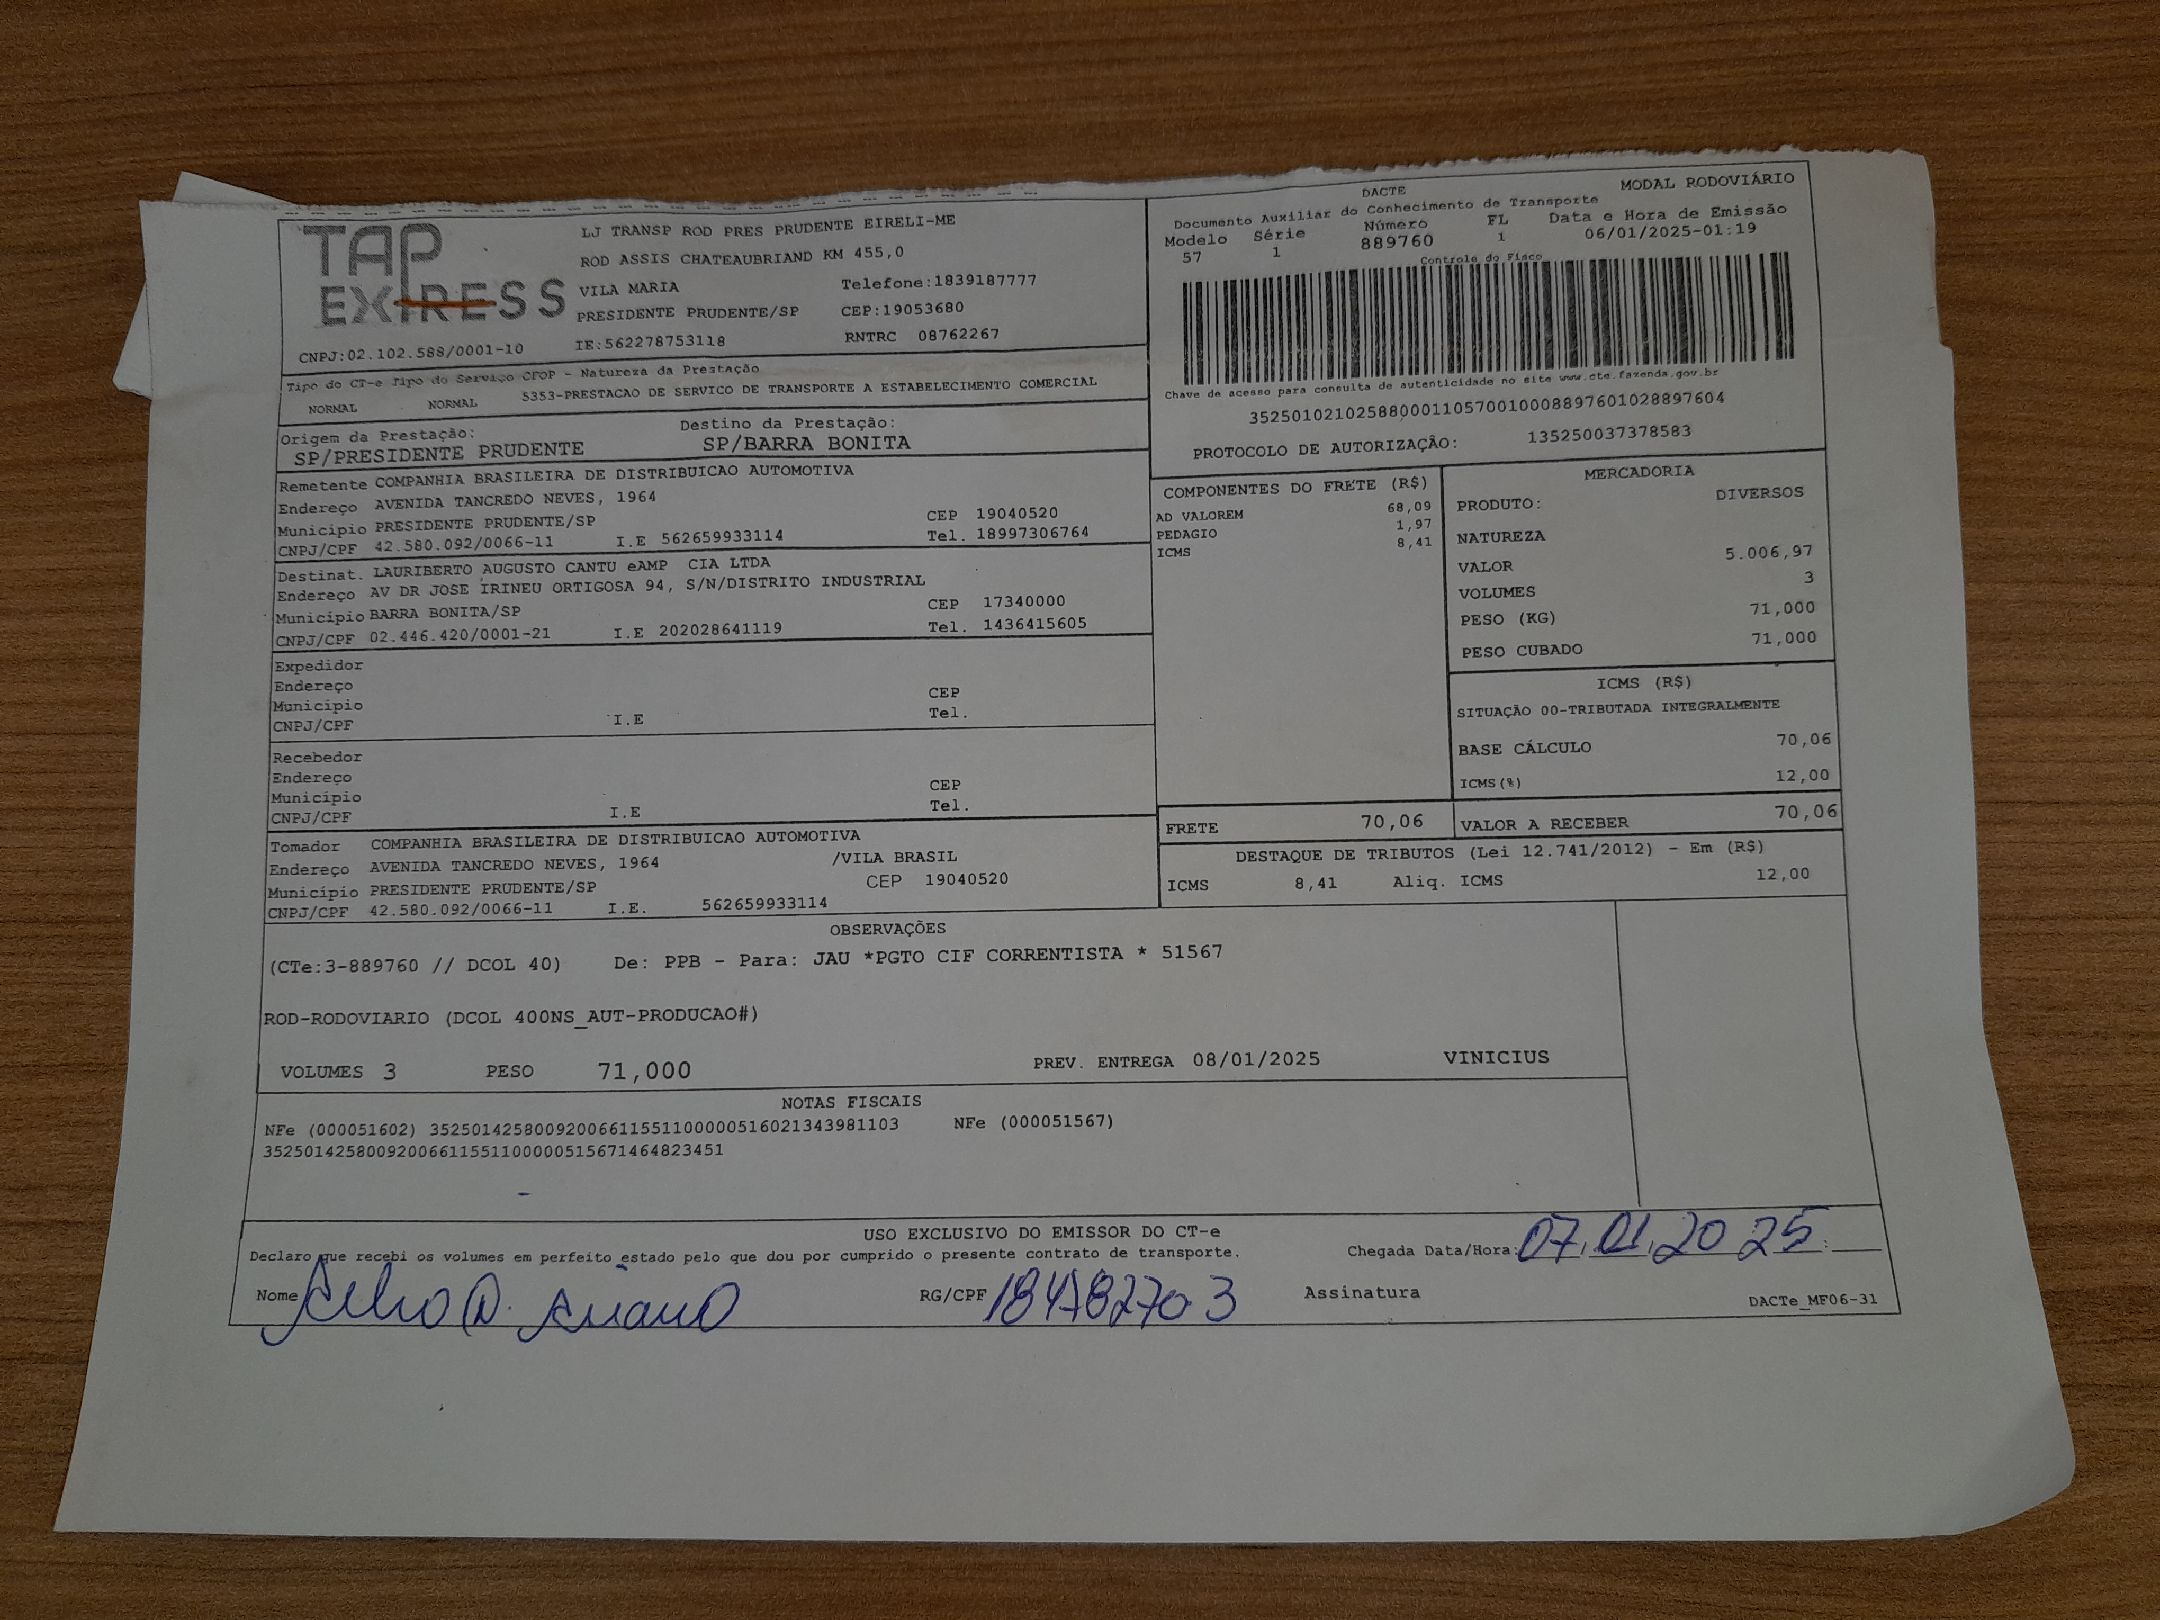 TAP
EXPRESS
LJ TRANSP ROD PRES PRUDENTE EIRELI-ME
ROD ASSIS CHATEAUBRIAND KM 455,0
VILA MARIA Telefone:1839187777
PRESIDENTE PRUDENTE/SP CEP:19053680
CNPJ:02.102.588/0001-10 IE:562278753118 RNTRC 08762267
Tipo do CT-e Tipo do Serviço CFOP - Natureza da Prestação
NORMAL NORMAL 5353-PRESTACAO DE SERVICO DE TRANSPORTE A ESTABELECIMENTO COMERCIAL
Origem da Prestação: Destino da Prestação:
SP/PRESIDENTE PRUDENTE SP/BARRA BONITA
DACTE MODAL RODOVIÁRIO
Documento Auxiliar do Conhecimento de Transporte
Modelo Série Número FL Data e Hora de Emissão
57 1 889760 1 06/01/2025-01:19
Controle do Fisco
Chave de acesso para consulta de autenticidade no site www.cte.fazenda.gov.br
35250102102588000110570010008897601028897604
PROTOCOLO DE AUTORIZAÇÃO: 135250037378583
Remetente COMPANHIA BRASILEIRA DE DISTRIBUICAO AUTOMOTIVA
Endereço AVENIDA TANCREDO NEVES, 1964
Município PRESIDENTE PRUDENTE/SP CEP 19040520
CNPJ/CPF 42.580.092/0066-11 I.E 562659933114 Tel. 18997306764
Destinat. LAURIBERTO AUGUSTO CANTU eAMP CIA LTDA
Endereço AV DR JOSE IRINEU ORTIGOSA 94, S/N/DISTRITO INDUSTRIAL
Município BARRA BONITA/SP CEP 17340000
CNPJ/CPF 02.446.420/0001-21 I.E 202028641119 Tel. 1436415605
Expedidor
Endereço
Município CEP
CNPJ/CPF I.E Tel.
Recebedor
Endereço
Município CEP
CNPJ/CPF I.E Tel.
Tomador COMPANHIA BRASILEIRA DE DISTRIBUICAO AUTOMOTIVA
Endereço AVENIDA TANCREDO NEVES, 1964 /VILA BRASIL
Município PRESIDENTE PRUDENTE/SP CEP 19040520
CNPJ/CPF 42.580.092/0066-11 I.E. 562659933114
COMPONENTES DO FRETE (R$)
AD VALOREM 68,09
PEDAGIO 1,97
ICMS 8,41
MERCADORIA
PRODUTO: DIVERSOS
NATUREZA
VALOR 5.006,97
VOLUMES 3
PESO (KG) 71,000
PESO CUBADO 71,000
ICMS (R$)
SITUAÇÃO 00-TRIBUTADA INTEGRALMENTE
BASE CÁLCULO 70,06
ICMS(%) 12,00
FRETE 70,06 VALOR A RECEBER 70,06
DESTAQUE DE TRIBUTOS (Lei 12.741/2012) - Em (R$)
ICMS 8,41 Aliq. ICMS 12,00
OBSERVAÇÕES
(CTe:3-889760 // DCOL 40) De: PPB - Para: JAU *PGTO CIF CORRENTISTA * 51567
ROD-RODOVIARIO (DCOL 400NS_AUT-PRODUCAO#)
VOLUMES 3 PESO 71,000 PREV. ENTREGA 08/01/2025 VINICIUS
NOTAS FISCAIS
NFe (000051602) 35250142580092006611551100000516021343981103 NFe (000051567)
35250142580092006611551100000515671464823451
USO EXCLUSIVO DO EMISSOR DO CT-e
Declaro que recebi os volumes em perfeito estado pelo que dou por cumprido o presente contrato de transporte. Chegada Data/Hora: 07/01/2025 :
Nome RG/CPF 184782703 Assinatura DACTe_MF06-31